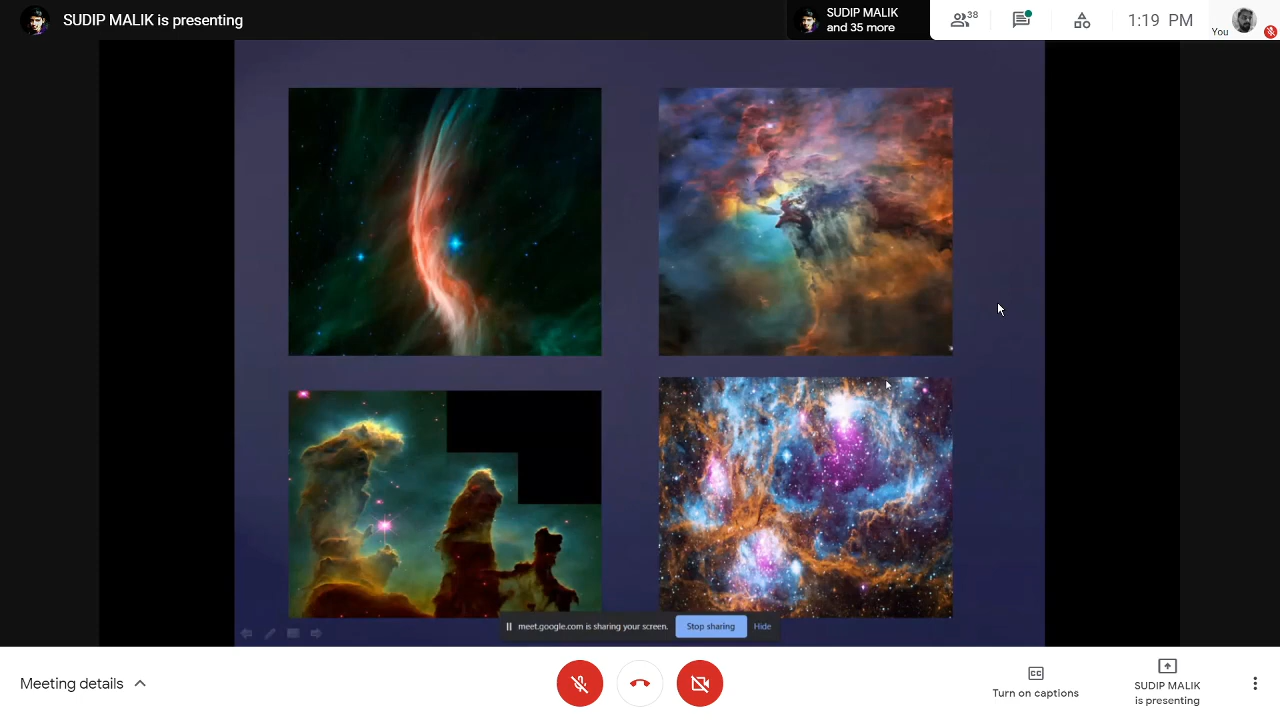 SUDIP MALIK is presenting
SUDIP MALIK
and 35 more
38
1:19 PM
You
meet.google.com is sharing your screen.
Stop sharing
Hide
Meeting details
CC
Turn on captions
SUDIP MALIK
is presenting